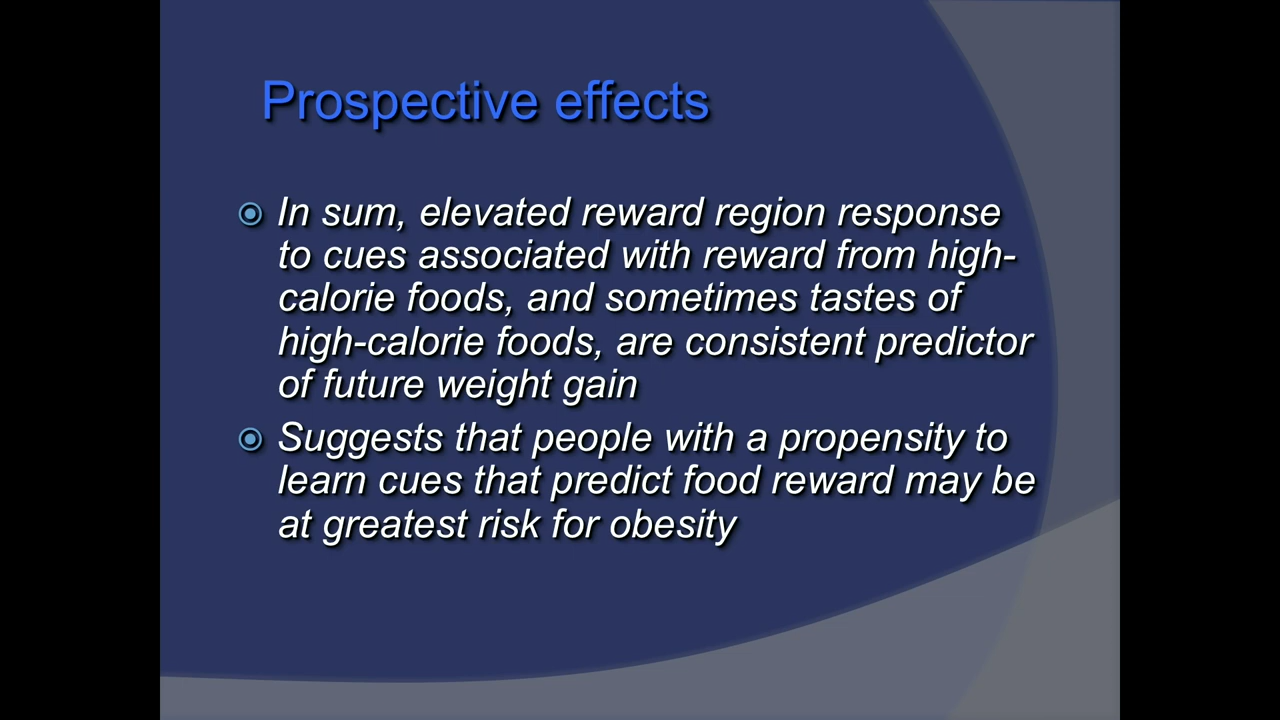 Prospective effects
In sum, elevated reward region response
to cues associated with reward from high-
calorie foods, and sometimes tastes of
high-calorie foods, are consistent predictor
of future weight gain
Suggests that people with a propensity to
learn cues that predict food reward may be
at greatest risk for obesity